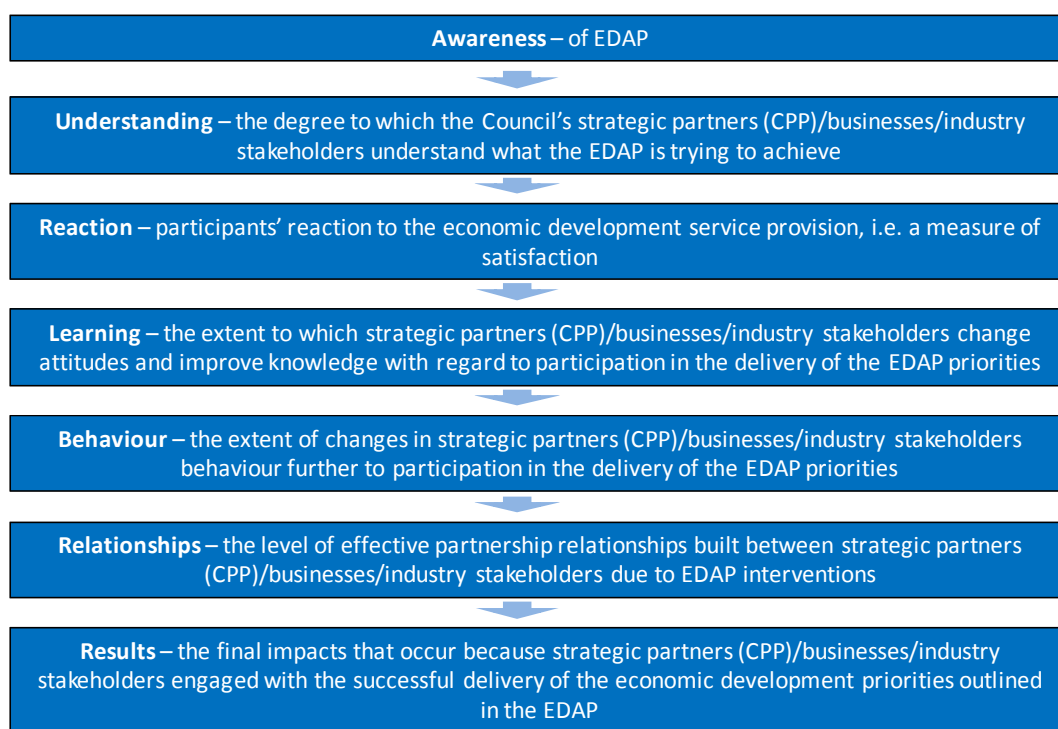 Awareness – of EDAP
Understanding – the degree to which the Council's strategic partners (CPP)/businesses/industry
stakeholders understand what the EDAP is trying to achieve
Reaction – participants' reaction to the economic development service provision, i.e. a measure of
satisfaction
Learning – the extent to which strategic partners (CPP)/businesses/industry stakeholders change
attitudes and improve knowledge with regard to participation in the delivery of the EDAP priorities
Behaviour – the extent of changes in strategic partners (CPP)/businesses/industry stakeholders
behaviour further to participation in the delivery of the EDAP priorities
Relationships – the level of effective partnership relationships built between strategic partners
(CPP)/businesses/industry stakeholders due to EDAP interventions
Results – the final impacts that occur because strategic partners (CPP)/businesses/industry
stakeholders engaged with the successful delivery of the economic development priorities outlined
in the EDAP